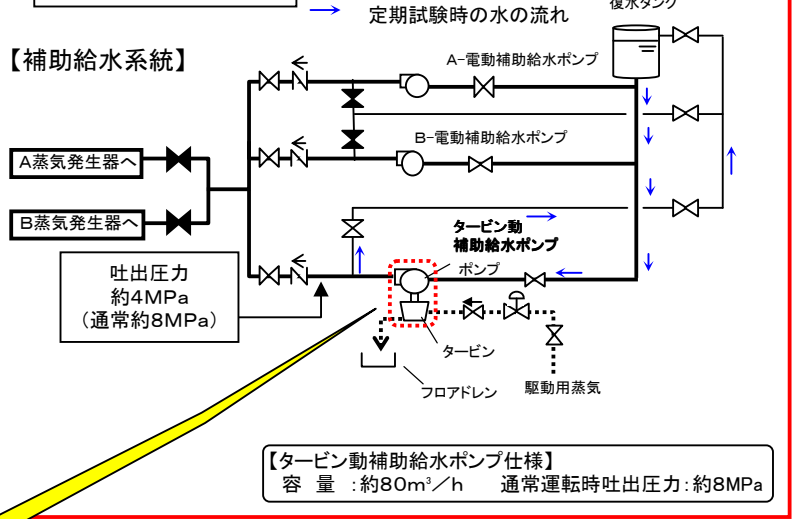 定期試験時の水の流れ
復水タンク
【補助給水系統】
A-電動補助給水ポンプ
B-電動補助給水ポンプ
A蒸気発生器へ
B蒸気発生器へ
タービン動
補助給水ポンプ
ポンプ
吐出圧力
約4MPa
(通常約8MPa)
タービン
フロアドレン
駆動用蒸気
【タービン動補助給水ポンプ仕様】
容 量 :約80m³/h 通常運転時吐出圧力:約8MPa